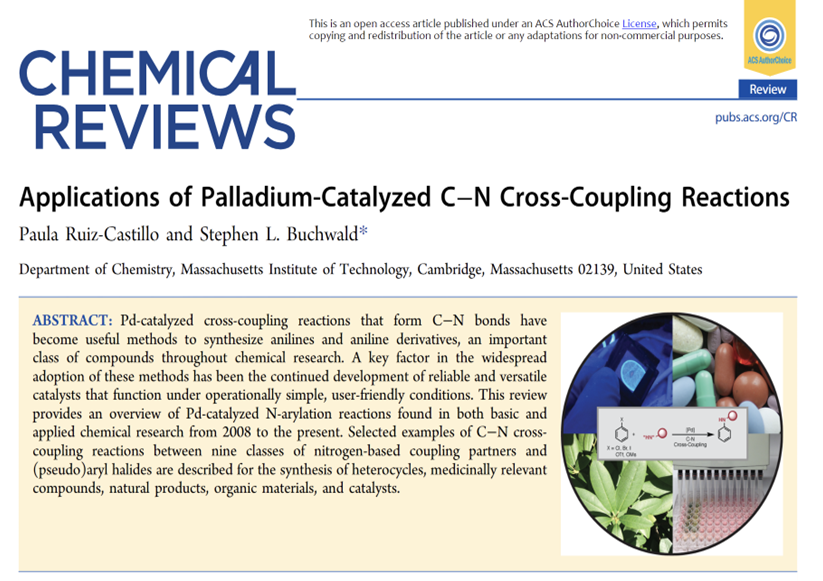 This is an open access article published under an ACS AuthorChoice License, which permits
copying and redistribution of the article or any adaptations for non-commercial purposes.
ACS AuthorChoice
CHEMICAL
REVIEWS
Review
pubs.acs.org/CR
Applications of Palladium-Catalyzed C−N Cross-Coupling Reactions
Paula Ruiz-Castillo and Stephen L. Buchwald*
Department of Chemistry, Massachusetts Institute of Technology, Cambridge, Massachusetts 02139, United States
ABSTRACT: Pd-catalyzed cross-coupling reactions that form C−N bonds have
become useful methods to synthesize anilines and aniline derivatives, an important
class of compounds throughout chemical research. A key factor in the widespread
adoption of these methods has been the continued development of reliable and versatile
catalysts that function under operationally simple, user-friendly conditions. This review
provides an overview of Pd-catalyzed N-arylation reactions found in both basic and
applied chemical research from 2008 to the present. Selected examples of C−N cross-
coupling reactions between nine classes of nitrogen-based coupling partners and
(pseudo)aryl halides are described for the synthesis of heterocycles, medicinally relevant
compounds, natural products, organic materials, and catalysts.
X
+
"HN"
[Pd]
C-N
Cross-Coupling
HN
X = Cl, Br, I
OTf, OMs